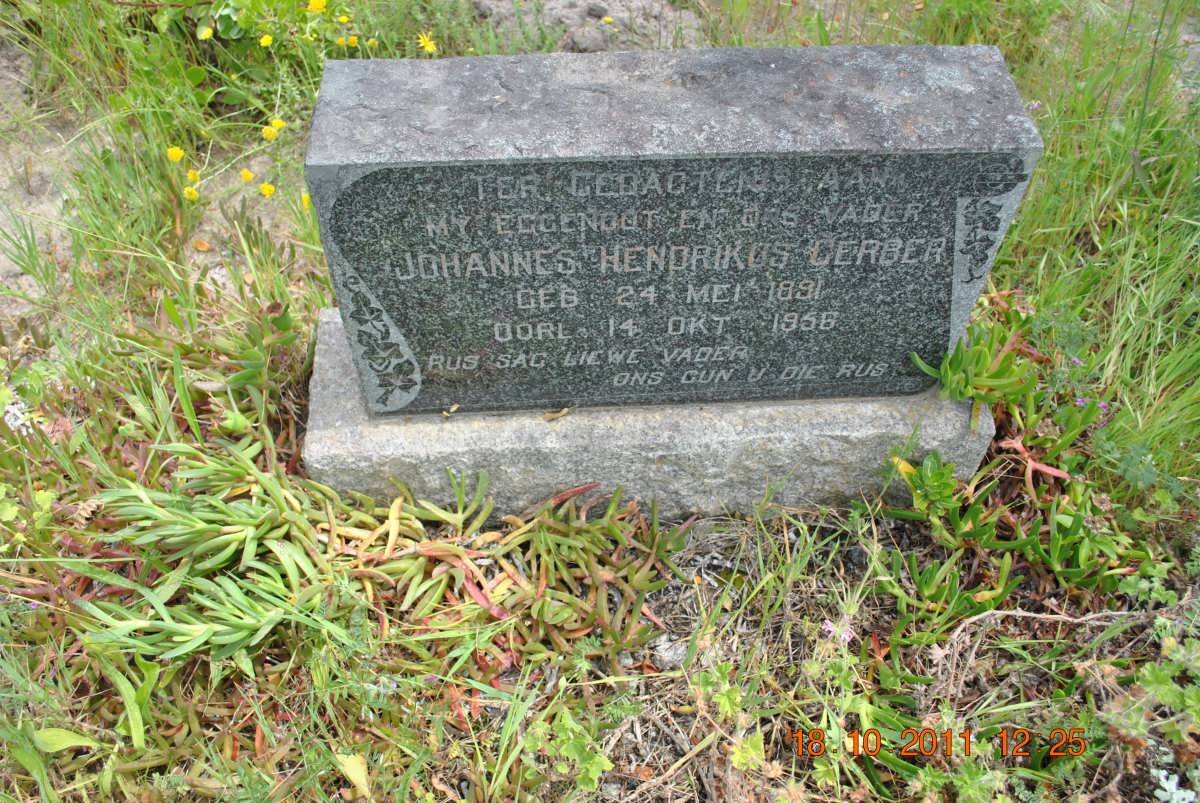 TER GEDAGTENIS AAN
MY EGGENOOT EN ONS VADER
JOHANNES HENDRIKUS GERBER
GEB 24 MEI 1891
OORL. 14 OKT 1956
RUS SAG LIEWE VADER
ONS GUN U DIE RUS
18.10.2011 12:25